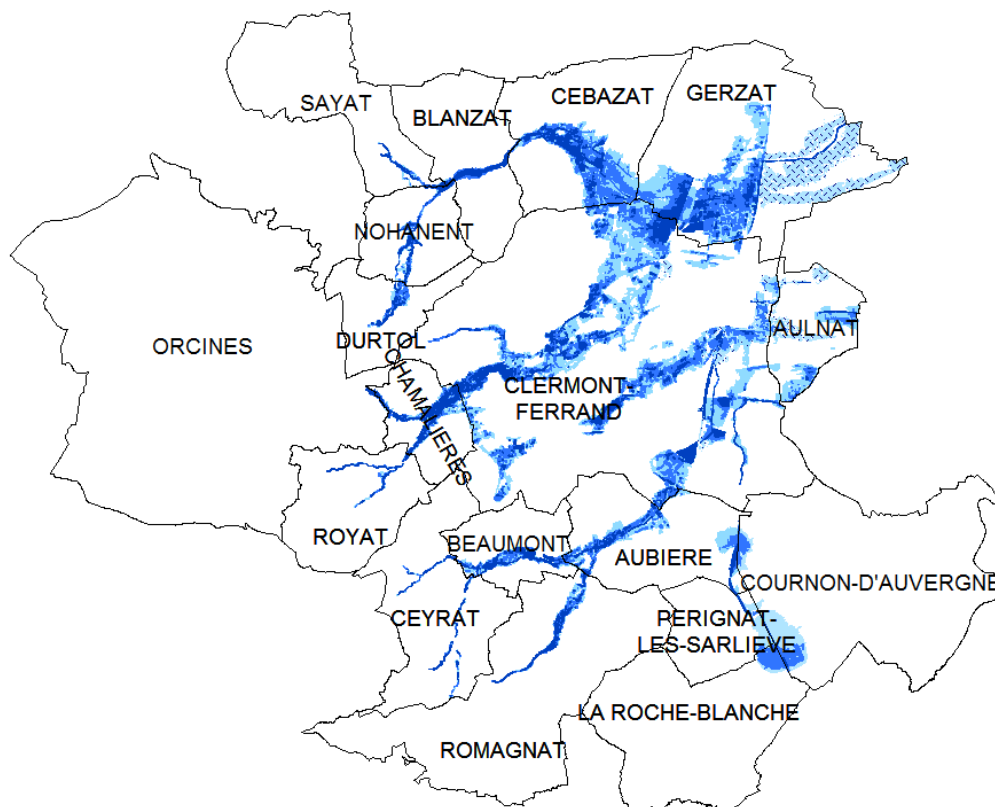 CEBAZAT
GERZAT
SAYAT
BLANZAT
NOHANENT
ORCINES
DURTOL
AULNAT
CHAMALIERES
CLERMONT-
FERRAND
ROYAT
BEAUMONT
AUBIERE
COURNON-D'AUVERGNE
CEYRAT
PERIGNAT-
LES-SARLIEVE
LA ROCHE-BLANCHE
ROMAGNAT